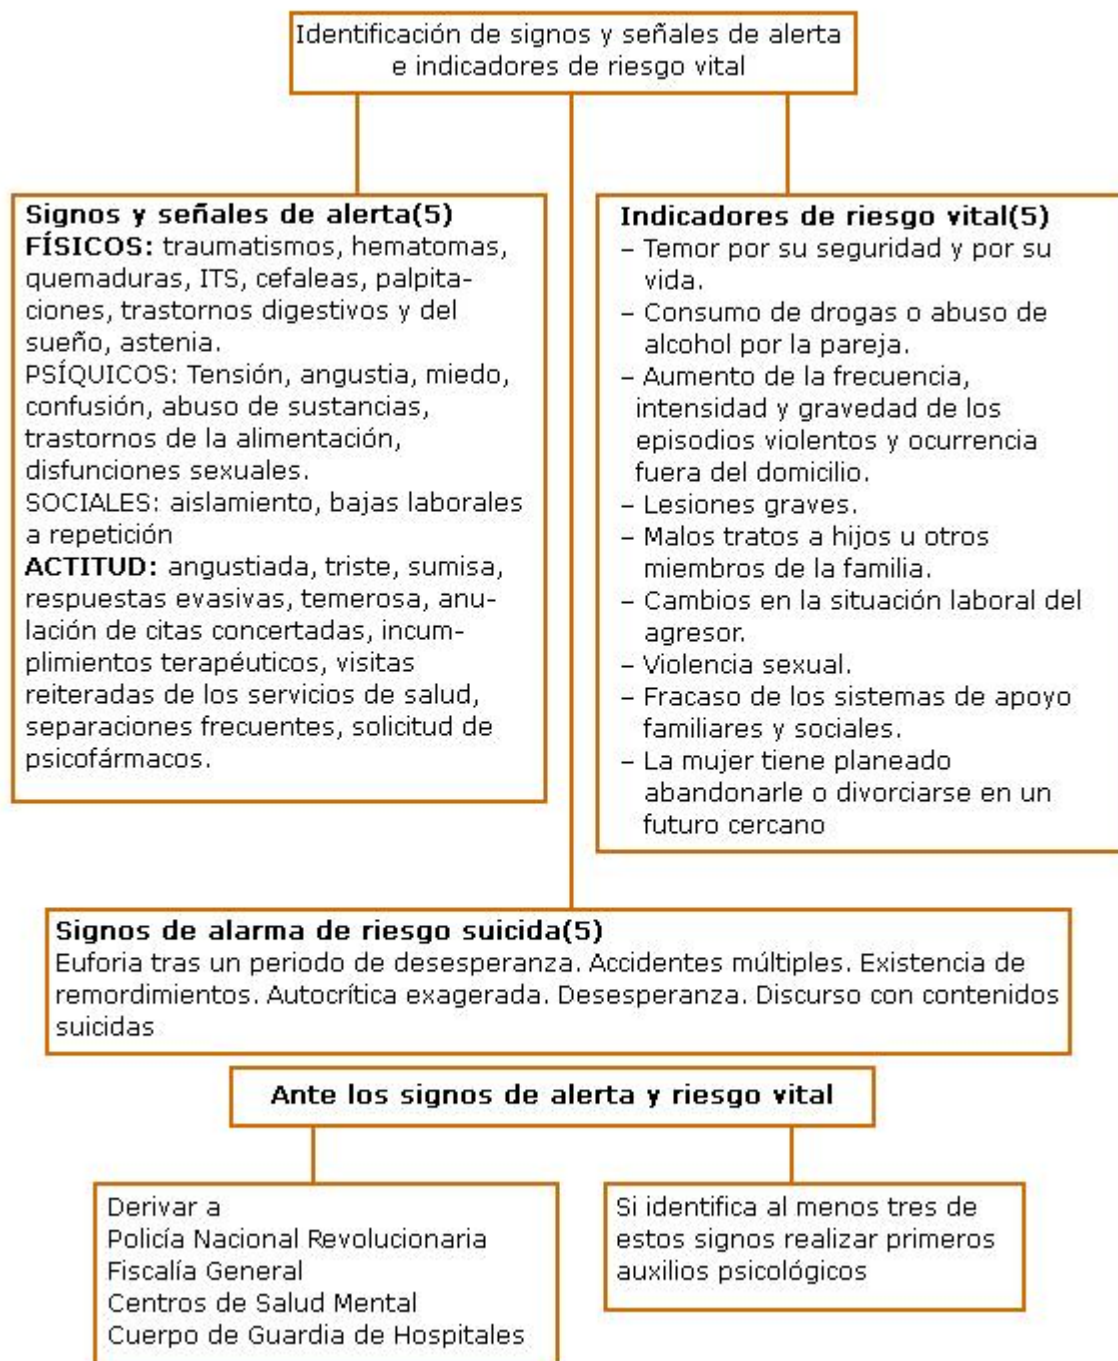 Identificación de signos y señales de alerta
e indicadores de riesgo vital
Signos y señales de alerta(5)
FÍSICOS: traumatismos, hematomas,
quemaduras, ITS, cefaleas, palpita-
ciones, trastornos digestivos y del
sueño, astenia.
PSÍQUICOS: Tensión, angustia, miedo,
confusión, abuso de sustancias,
trastornos de la alimentación,
disfunciones sexuales.
SOCIALES: aislamiento, bajas laborales
a repetición
ACTITUD: angustiada, triste, sumisa,
respuestas evasivas, temerosa, anu-
lación de citas concertadas, incum-
plimientos terapéuticos, visitas
reiteradas de los servicios de salud,
separaciones frecuentes, solicitud de
psicofármacos.
Indicadores de riesgo vital(5)
– Temor por su seguridad y por su
vida.
– Consumo de drogas o abuso de
alcohol por la pareja.
– Aumento de la frecuencia,
intensidad y gravedad de los
episodios violentos y ocurrencia
fuera del domicilio.
– Lesiones graves.
– Malos tratos a hijos u otros
miembros de la familia.
– Cambios en la situación laboral del
agresor.
– Violencia sexual.
– Fracaso de los sistemas de apoyo
familiares y sociales.
– La mujer tiene planeado
abandonarle o divorciarse en un
futuro cercano
Signos de alarma de riesgo suicida(5)
Euforia tras un periodo de desesperanza. Accidentes múltiples. Existencia de
remordimientos. Autocrítica exagerada. Desesperanza. Discurso con contenidos
suicidas
Ante los signos de alerta y riesgo vital
Derivar a
Policía Nacional Revolucionaria
Fiscalía General
Centros de Salud Mental
Cuerpo de Guardia de Hospitales
Si identifica al menos tres de
estos signos realizar primeros
auxilios psicológicos